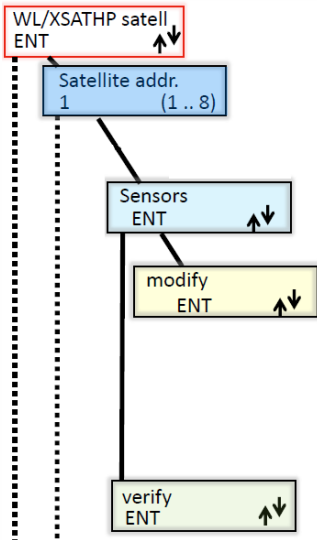 WL/XSATHP satell
ENT
Satellite addr.
1 (1 .. 8)
Sensors
ENT
modify
ENT
verify
ENT